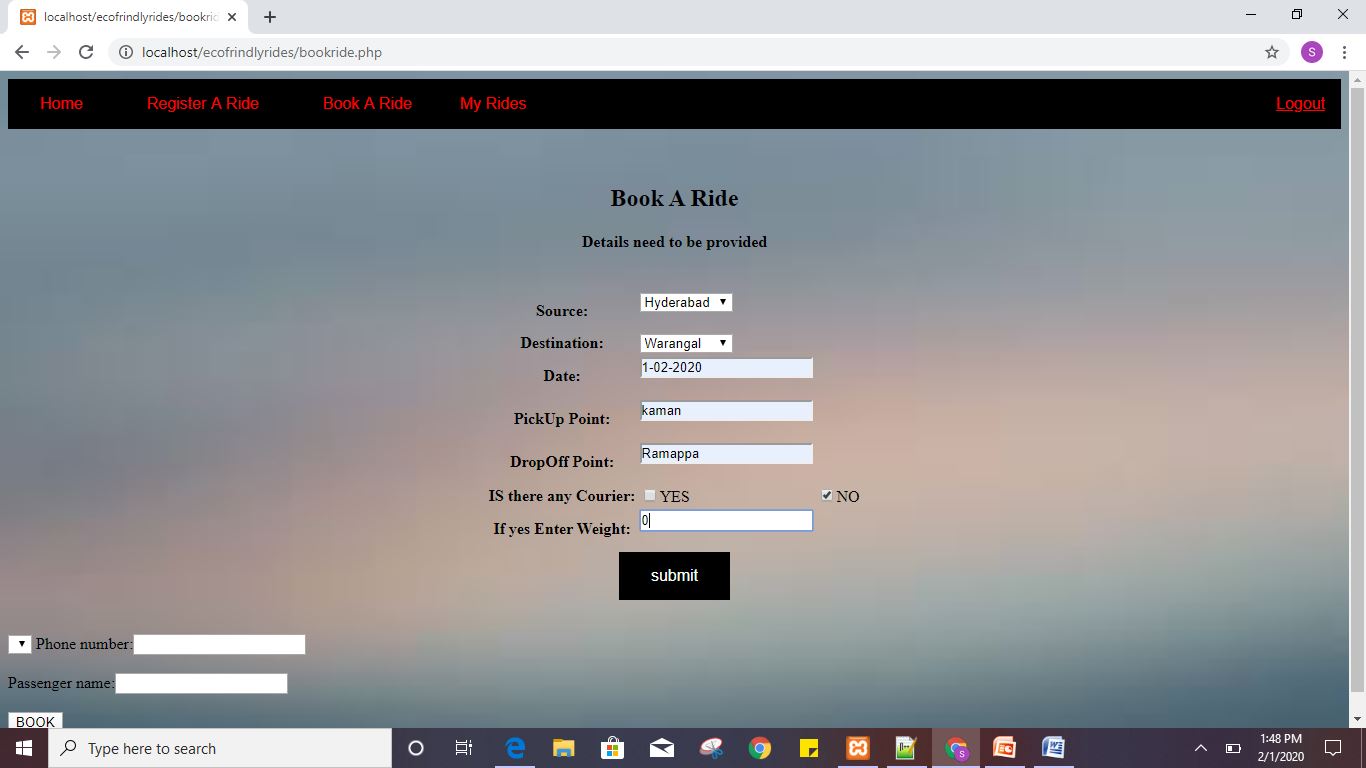 localhost/ecofrindlyrides/bookrid
localhost/ecofrindlyrides/bookride.php
S
Home Register A Ride Book A Ride My Rides Logout
Book A Ride
Details need to be provided
Source: Hyderabad
Destination: Warangal
Date: 1-02-2020
PickUp Point: kaman
DropOff Point: Ramappa
IS there any Courier: YES NO
If yes Enter Weight: 0
submit
Phone number:
Passenger name:
BOOK
Type here to search
1:48 PM
2/1/2020